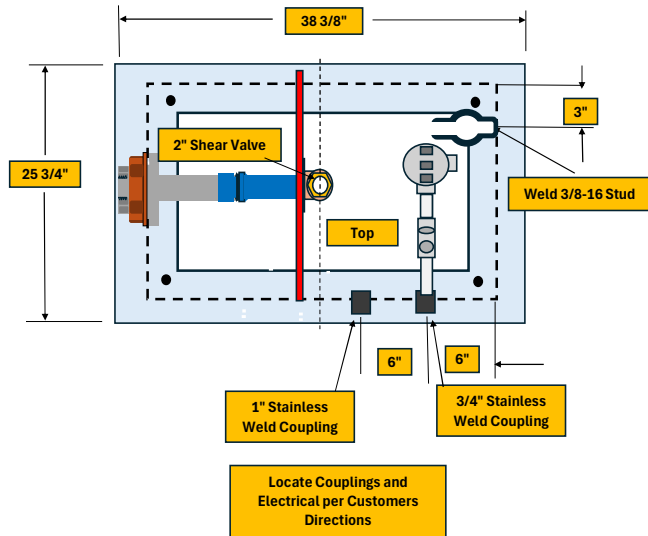 38 3/8"
3"
2" Shear Valve
25 3/4"
Weld 3/8-16 Stud
Top
6"
6"
1" Stainless
Weld Coupling
3/4" Stainless
Weld Coupling
Locate Couplings and
Electrical per Customers
Directions